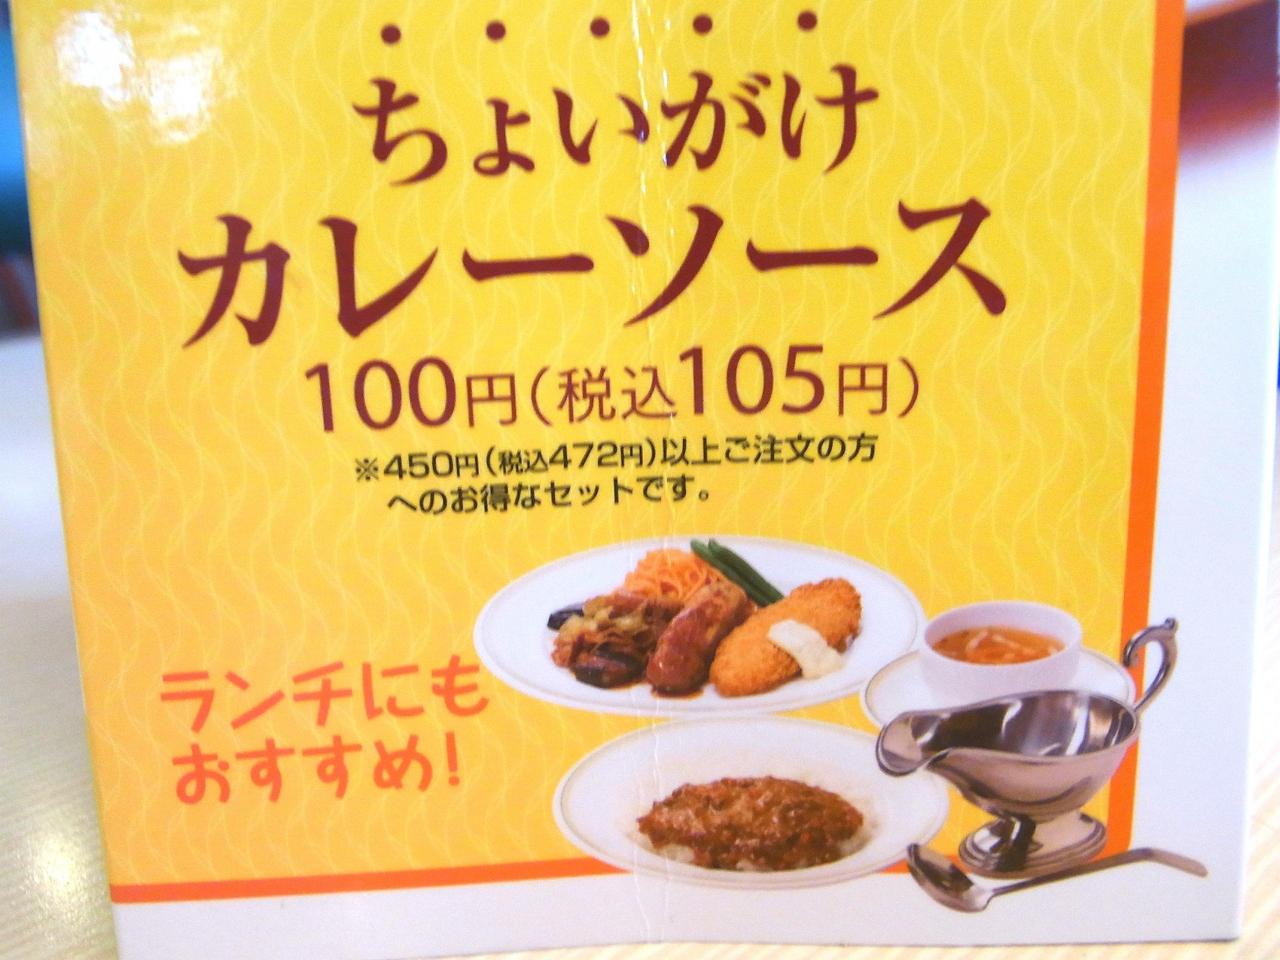 ちょいがけ
カレーソース
100円(税込105円)
※450円(税込472円)以上ご注文の方
へのお得なセットです。
ランチにも
おすすめ!